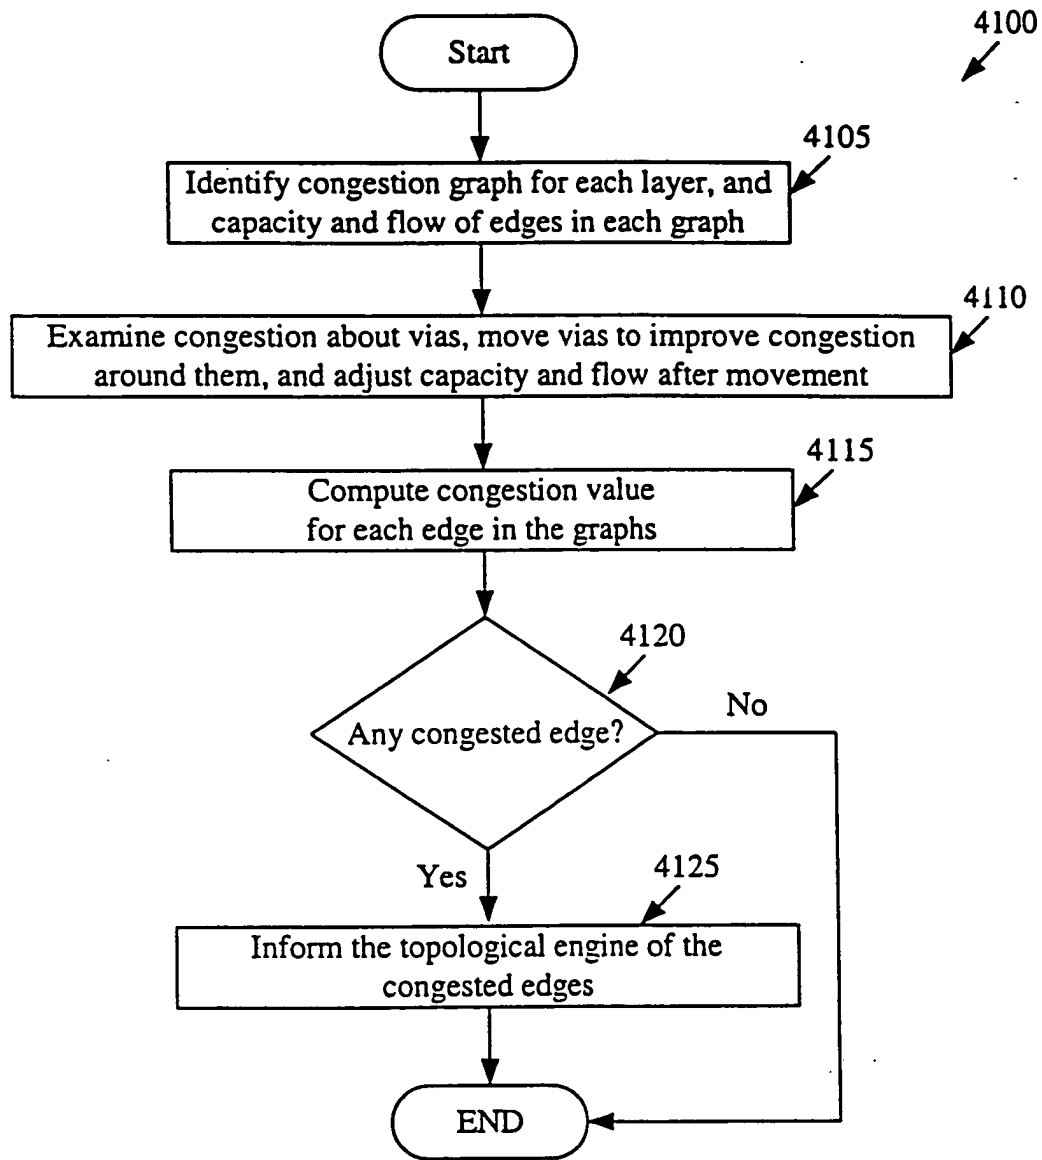 4100
Start
4105
Identify congestion graph for each layer, and
capacity and flow of edges in each graph
4110
Examine congestion about vias, move vias to improve congestion
around them, and adjust capacity and flow after movement
4115
Compute congestion value
for each edge in the graphs
4120
Any congested edge?
No
Yes
4125
Inform the topological engine of the
congested edges
END